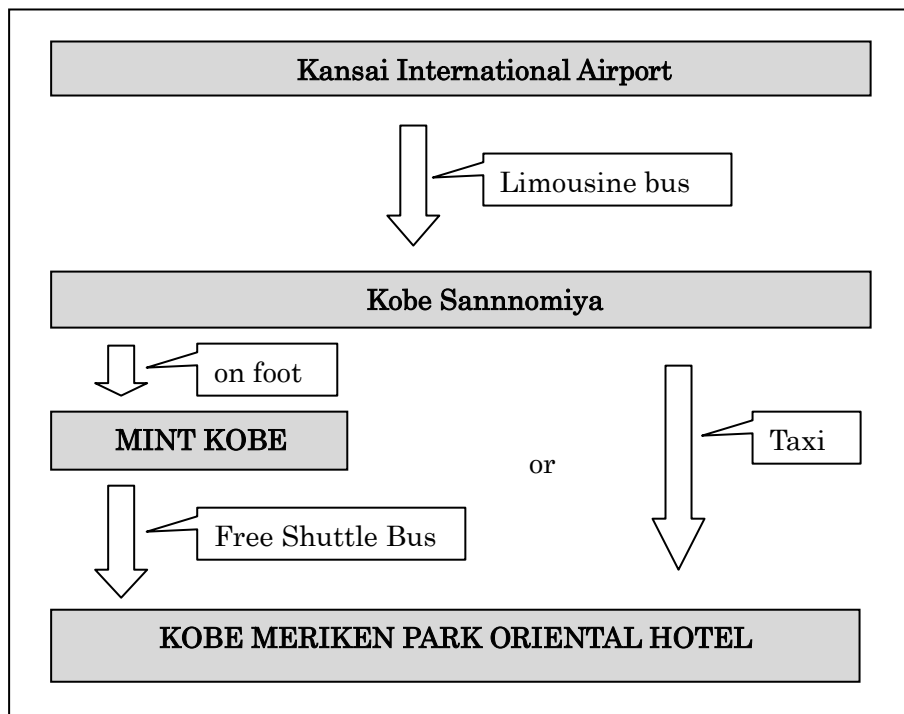 Kansai International Airport
Limousine bus
Kobe Sannnomiya
on foot
MINT KOBE
or
Taxi
Free Shuttle Bus
KOBE MERIKEN PARK ORIENTAL HOTEL